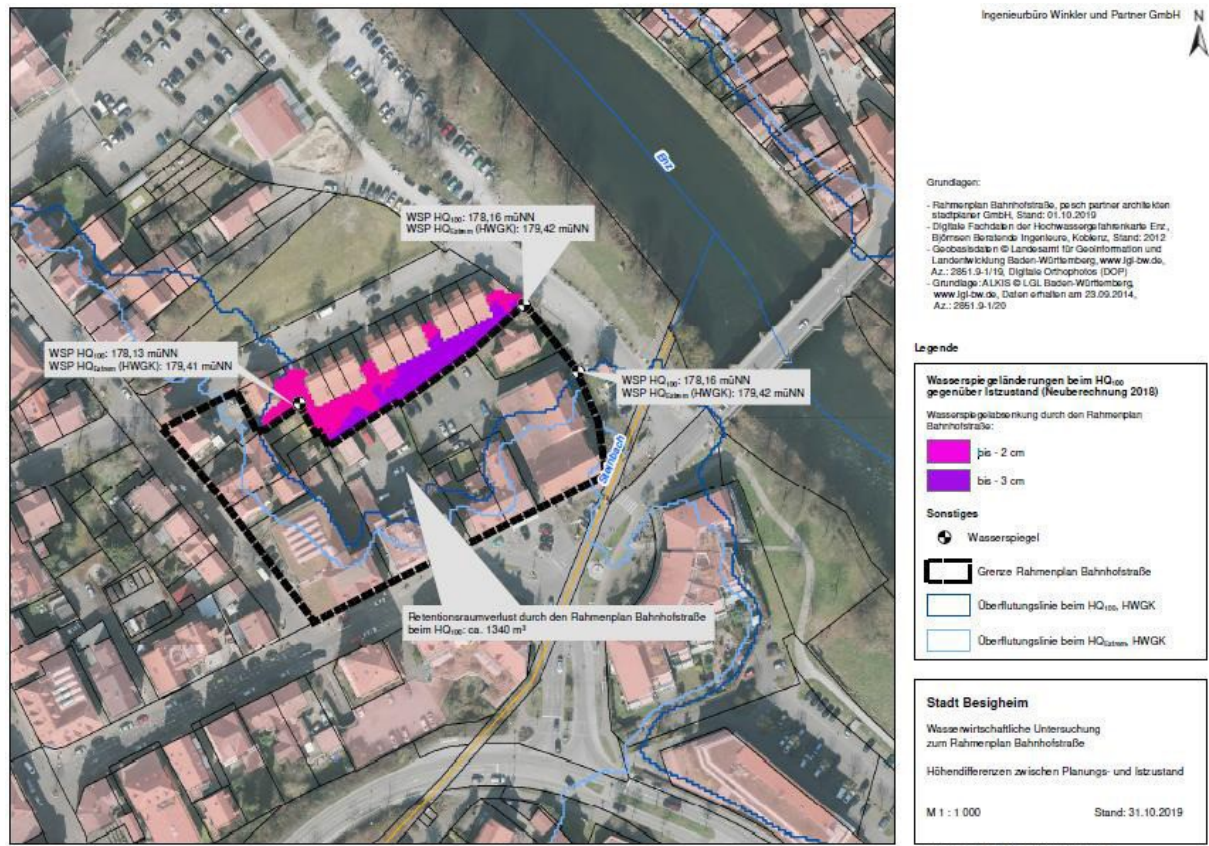 Ingenieurbüro Winkler und Partner GmbH
N
WSP HQ100: 178,16 müNN
WSP HQExtrem (HWGK): 179,42 müNN
WSP HQ100: 178,13 müNN
WSP HQExtrem (HWGK): 179,41 müNN
WSP HQ100: 178,16 müNN
WSP HQExtrem (HWGK): 179,42 müNN
Enz
Steinbach
Retentionsraumverlust durch den Rahmenplan Bahnhofstraße
beim HQ100: ca. 1340 m³
Grundlagen:
- Rahmenplan Bahnhofstraße, pesch partner architekten
stadtplaner GmbH, Stand: 01.10.2019
- Digitale Fachdaten der Hochwassergefahrenkarte Enz,
Björnsen Beratende Ingenieure, Koblenz, Stand: 2012
- Geobasisdaten © Landesamt für Geoinformation und
Landentwicklung Baden-Württemberg, www.lgl-bw.de,
Az.: 2851.9-1/19, Digitale Orthophotos (DOP)
- Grundlage: ALKIS © LGL Baden-Württemberg,
www.lgl-bw.de, Daten erhalten am 23.09.2014,
Az.: 2851.9-1/20
Legende
Wasserspiegeländerungen beim HQ100
gegenüber Istzustand (Neuberechnung 2018)
Wasserspiegelabsenkung durch den Rahmenplan
Bahnhofstraße:
bis - 2 cm
bis - 3 cm
Sonstiges
Wasserspiegel
Grenze Rahmenplan Bahnhofstraße
Überflutungslinie beim HQ100, HWGK
Überflutungslinie beim HQExtrem, HWGK
Stadt Besigheim
Wasserwirtschaftliche Untersuchung
zum Rahmenplan Bahnhofstraße
Höhendifferenzen zwischen Planungs- und Istzustand
M 1 : 1 000
Stand: 31.10.2019